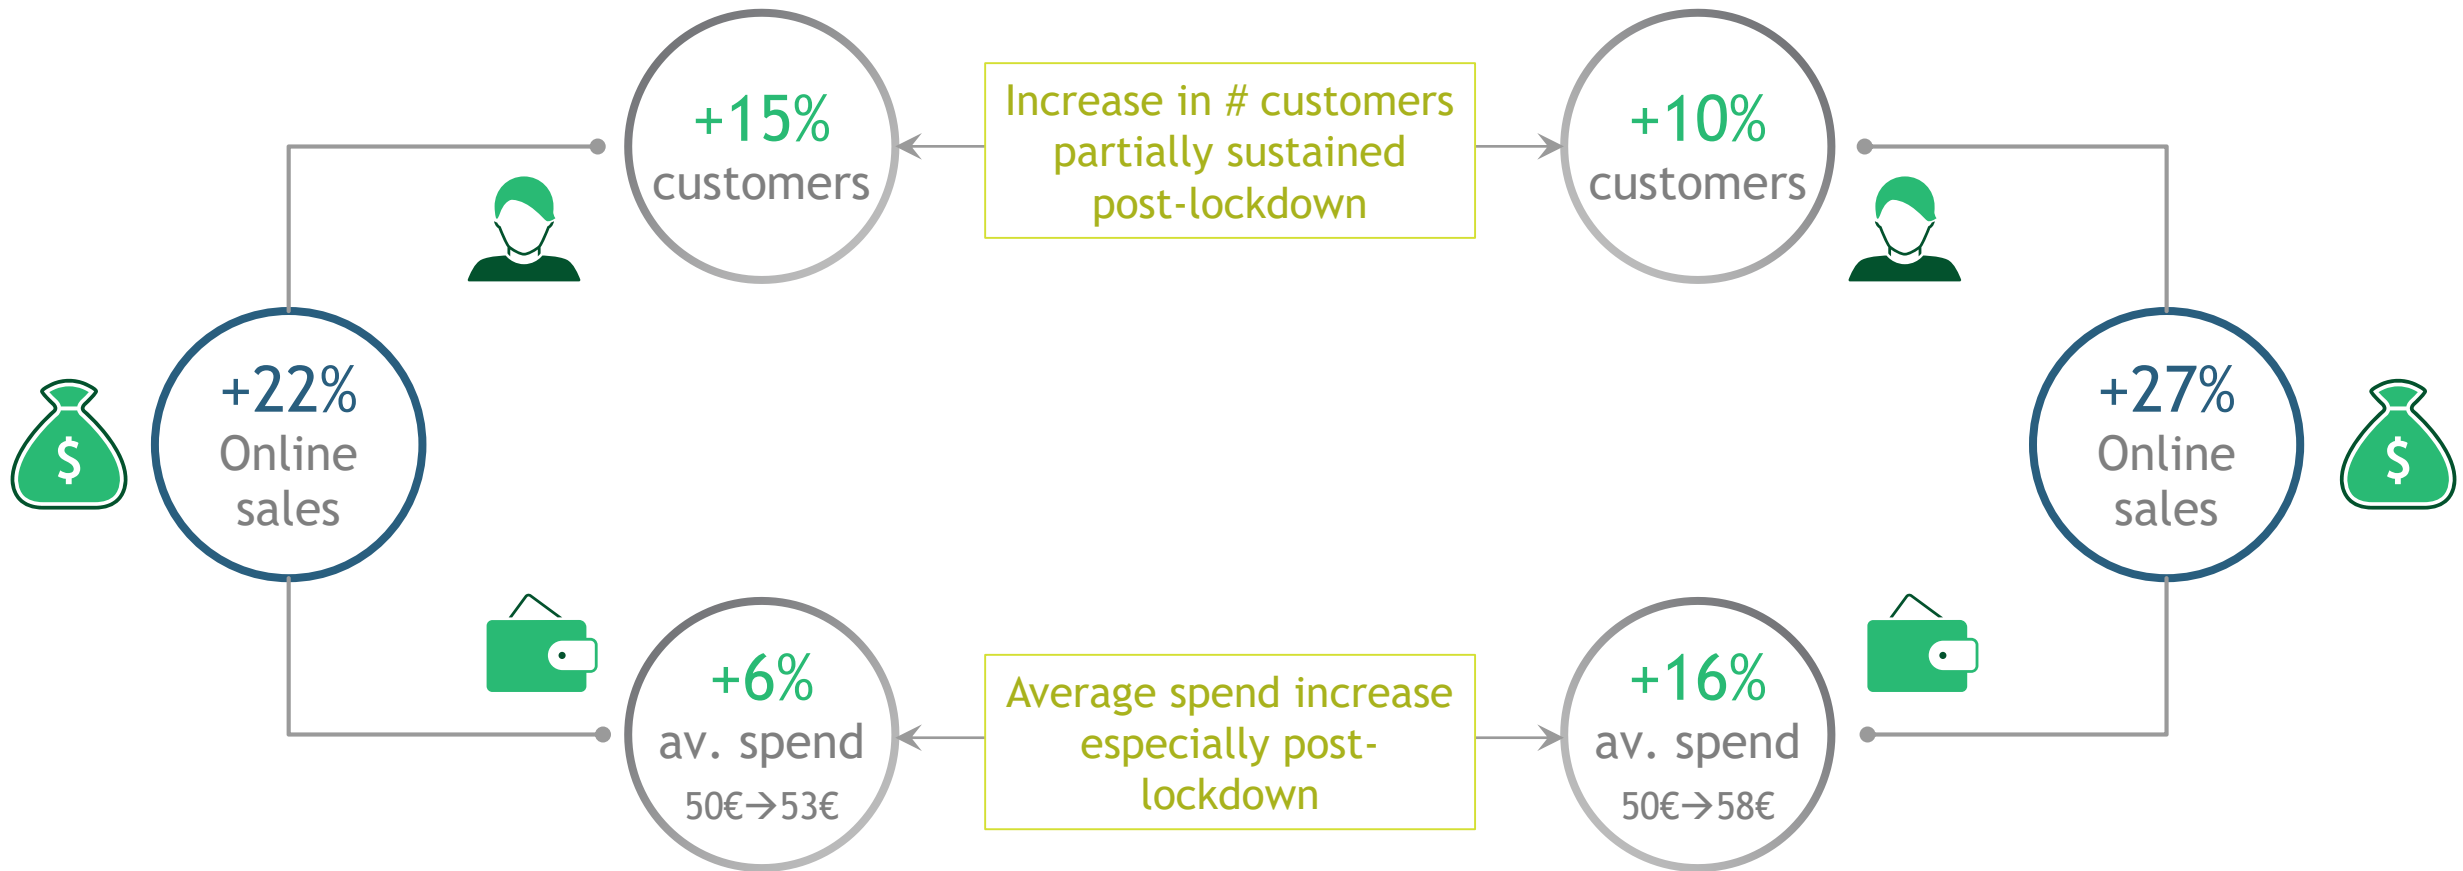 +15%
customers
Increase in # customers
partially sustained
post-lockdown
+10%
customers
$
+22%
Online
sales
+27%
Online
sales
$
+6%
av. spend
50€→53€
Average spend increase
especially post-
lockdown
+16%
av. spend
50€→58€